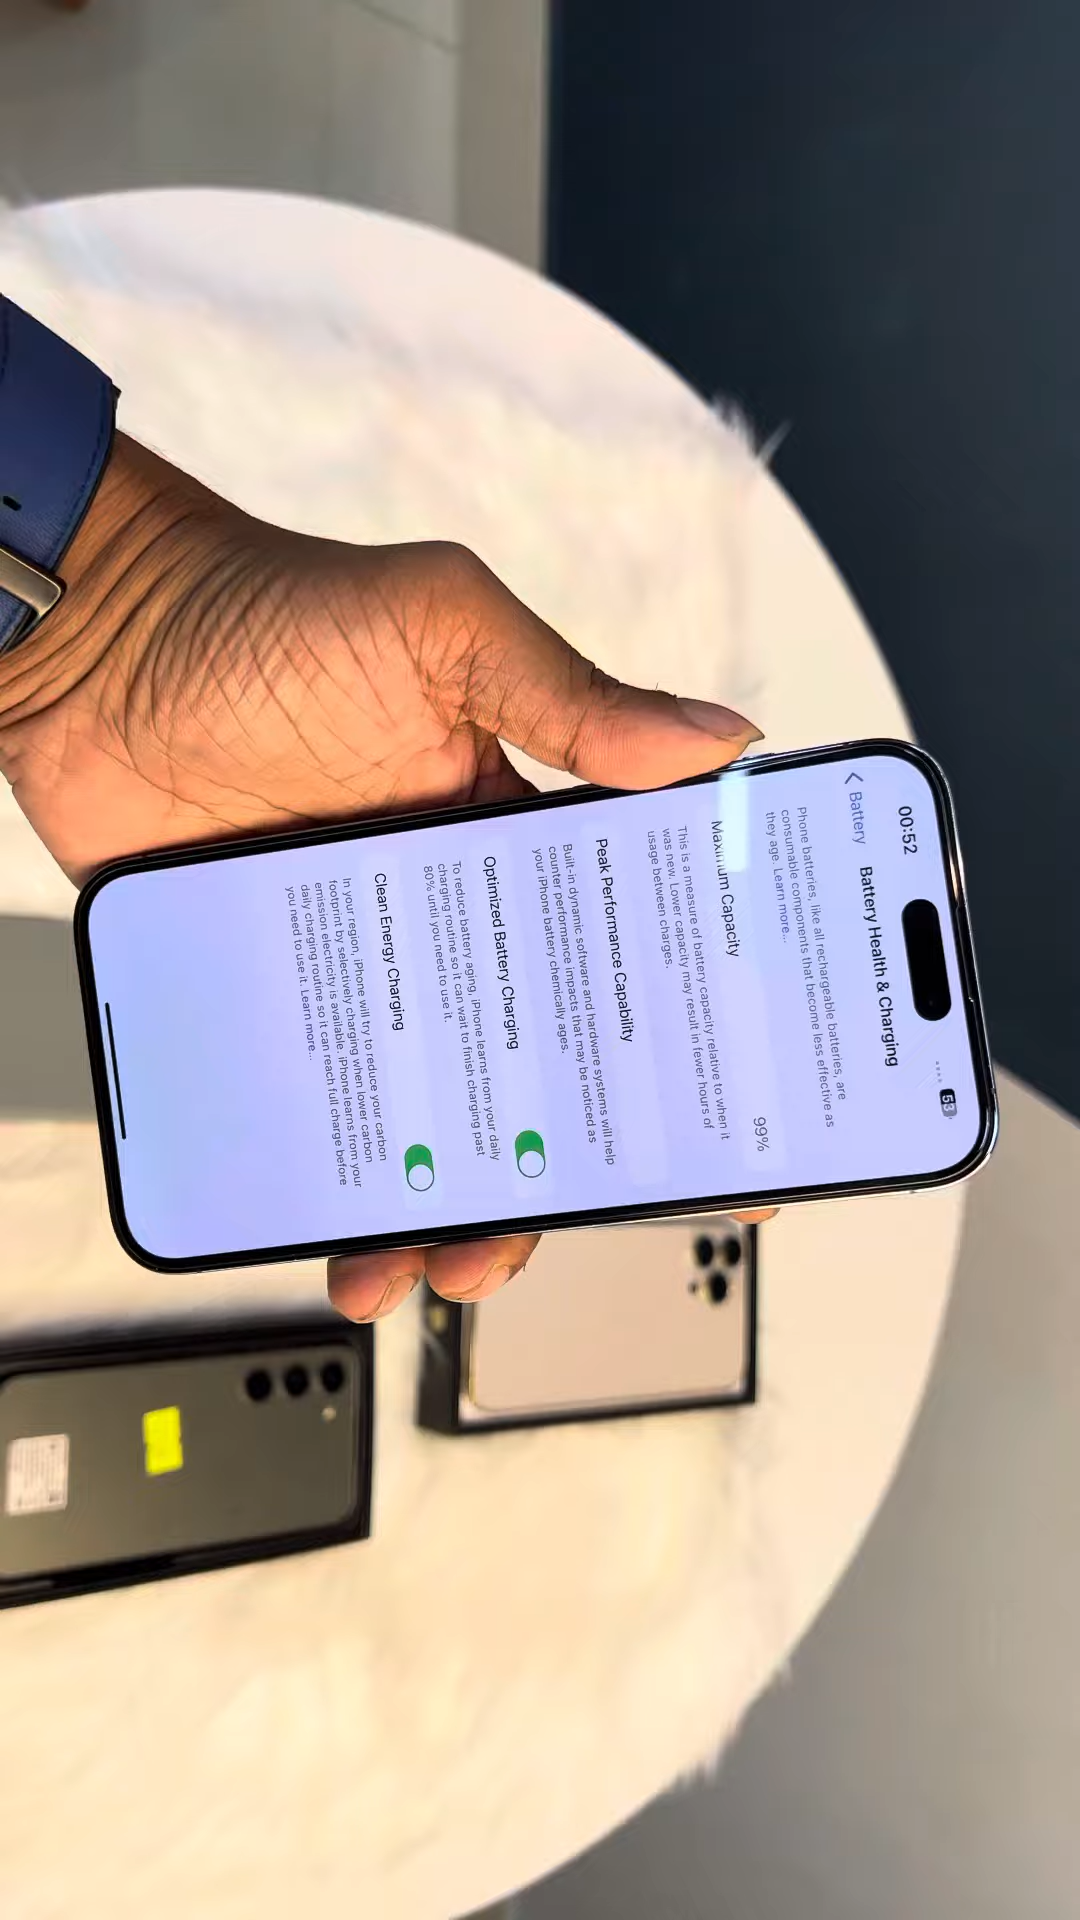 00:52
53
Battery
Battery Health & Charging
Phone batteries, like all rechargeable batteries, are
consumable components that become less effective as
they age. Learn more...
Maximum Capacity
99%
This is a measure of battery capacity relative to when it
was new. Lower capacity may result in fewer hours of
usage between charges.
Peak Performance Capability
Built-in dynamic software and hardware systems will help
counter performance impacts that may be noticed as
your iPhone battery chemically ages.
Optimized Battery Charging
To reduce battery aging, iPhone learns from your daily
charging routine so it can wait to finish charging past
80% until you need to use it.
Clean Energy Charging
In your region, iPhone will try to reduce your carbon
footprint by selectively charging when lower carbon
emission electricity is available. iPhone learns from your
daily charging routine so it can reach full charge before
you need to use it. Learn more...